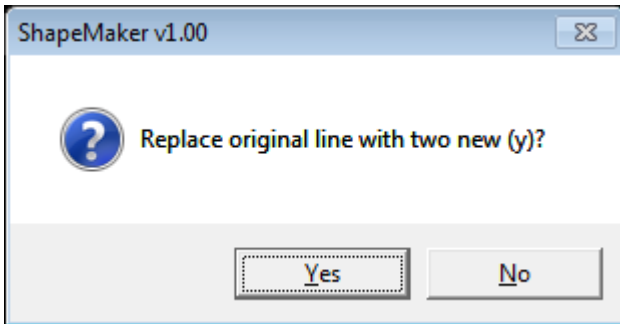 ShapeMaker v1.00
Replace original line with two new (y)?
Yes No